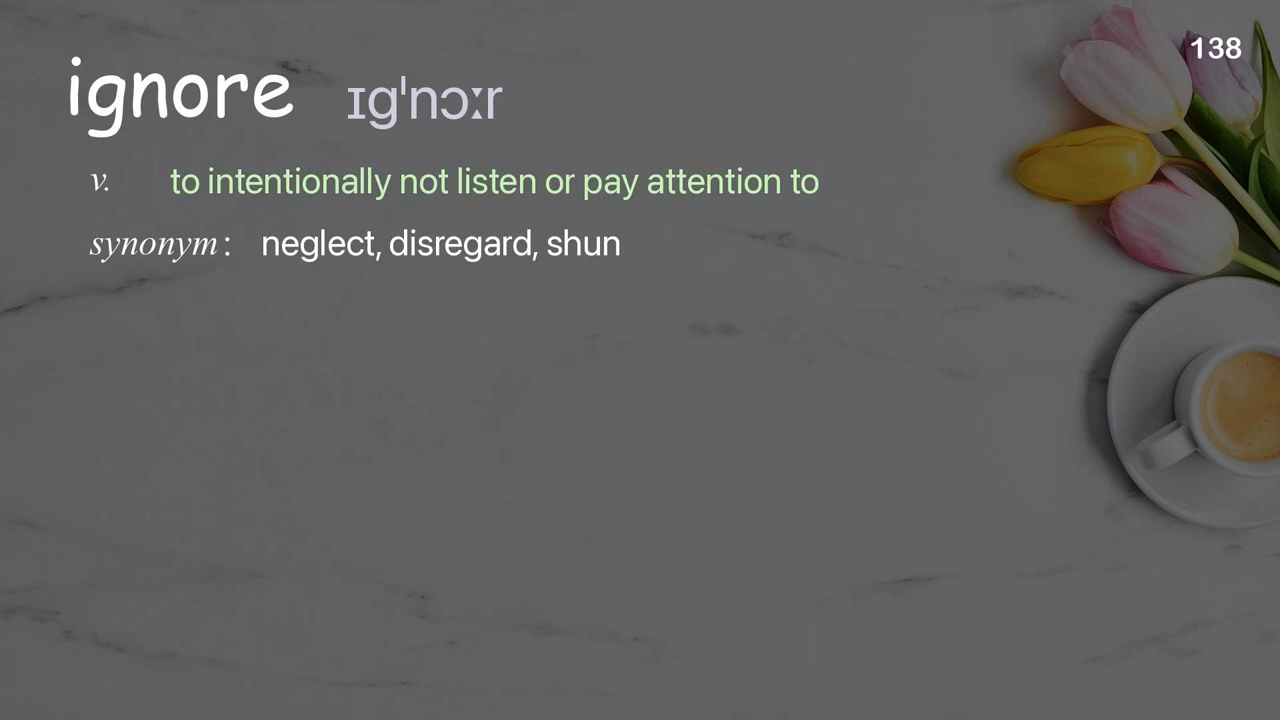 138
ignore ɪgˈnɔːr
v. to intentionally not listen or pay attention to
synonym : neglect, disregard, shun